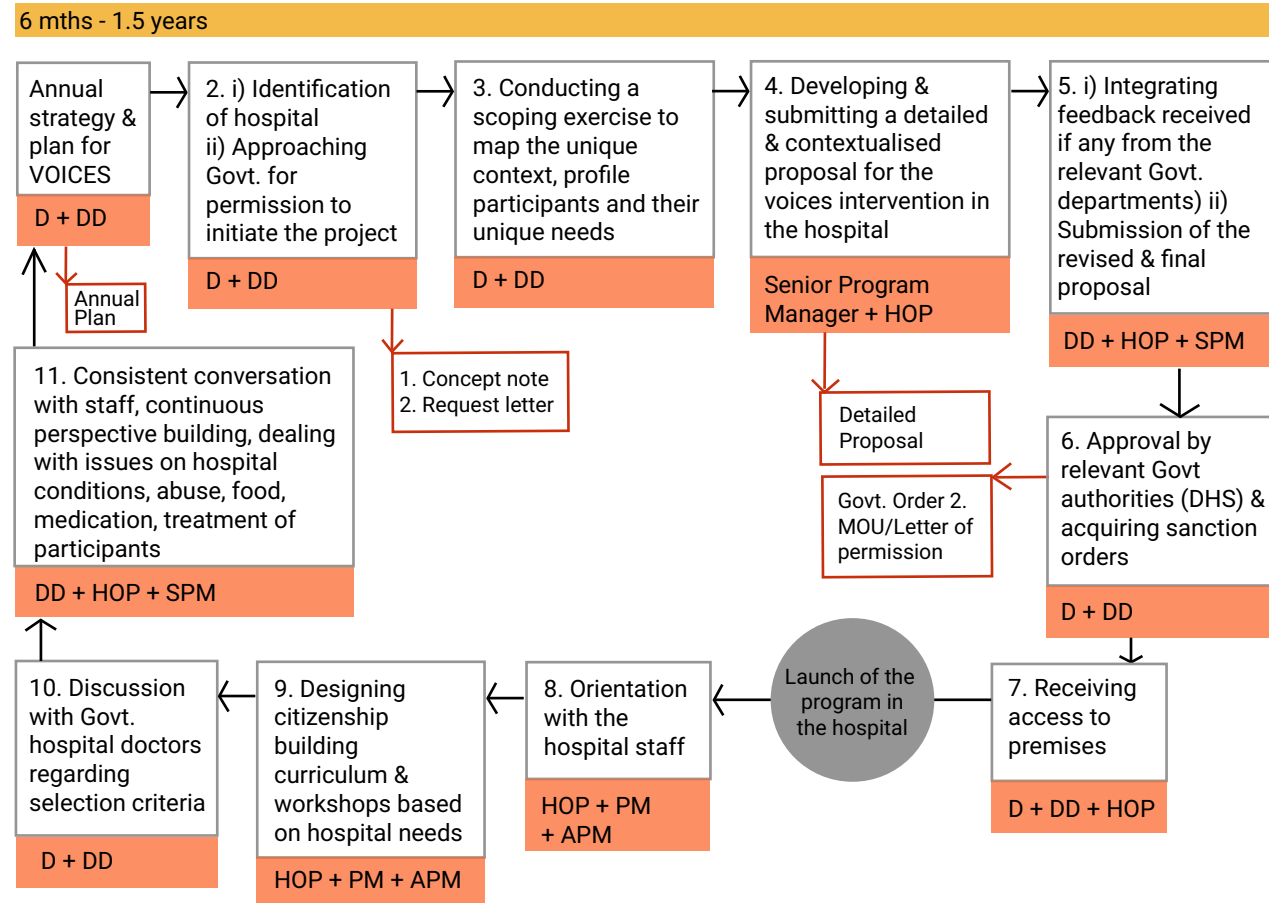 6 mths - 1.5 years
Annual
strategy &
plan for
VOICES
D + DD
Annual
Plan
2. i) Identification
of hospital
ii) Approaching
Govt. for
permission to
initiate the project
D + DD
1. Concept note
2. Request letter
3. Conducting a
scoping exercise to
map the unique
context, profile
participants and their
unique needs
D + DD
4. Developing &
submitting a detailed
& contextualised
proposal for the
voices intervention in
the hospital
Senior Program
Manager + HOP
Detailed
Proposal
5. i) Integrating
feedback received
if any from the
relevant Govt.
departments) ii)
Submission of the
revised & final
proposal
DD + HOP + SPM
6. Approval by
relevant Govt
authorities (DHS) &
acquiring sanction
orders
D + DD
Govt. Order 2.
MOU/Letter of
permission
7. Receiving
access to
premises
D + DD + HOP
Launch of the
program in
the hospital
8. Orientation
with the
hospital staff
HOP + PM
+ APM
9. Designing
citizenship
building
curriculum &
workshops based
on hospital needs
HOP + PM + APM
10. Discussion
with Govt.
hospital doctors
regarding
selection criteria
D + DD
11. Consistent conversation
with staff, continuous
perspective building, dealing
with issues on hospital
conditions, abuse, food,
medication, treatment of
participants
DD + HOP + SPM